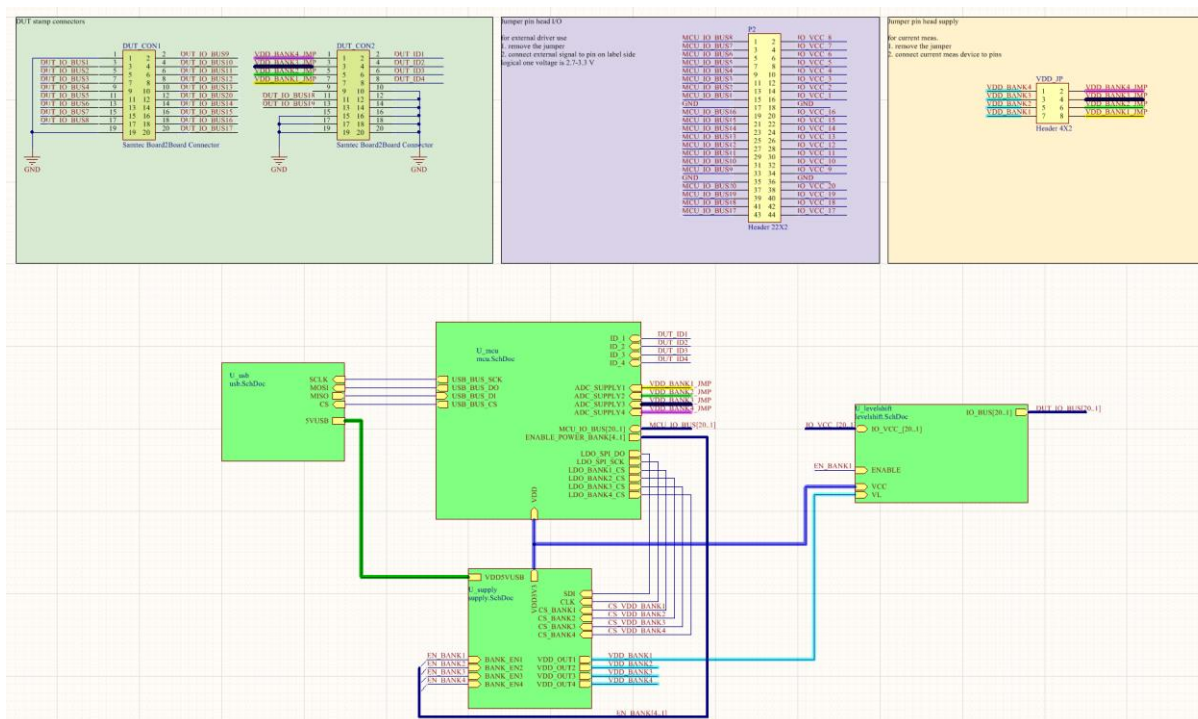 DUT stamp connectors
DUT_CON1
DUT_IO_BUS1
DUT_IO_BUS2
DUT_IO_BUS3
DUT_IO_BUS4
DUT_IO_BUS5
DUT_IO_BUS6
DUT_IO_BUS7
DUT_IO_BUS8
DUT_IO_BUS9
DUT_IO_BUS10
DUT_IO_BUS11
DUT_IO_BUS12
DUT_IO_BUS13
DUT_IO_BUS14
DUT_IO_BUS15
DUT_IO_BUS16
DUT_IO_BUS17
Samtec Board2Board Connector
GND
DUT_CON2
VDD_BANK4_JMP
VDD_BANK1_JMP
DUT_IO_BUS18
DUT_IO_BUS19
DUT_ID1
DUT_ID2
DUT_ID3
DUT_ID4
Samtec Board2Board Connector
GND
GND
Jumper pin head I/O
for external driver use
1. remove the jumper
2. connect external signal to pin on label side
logical one voltage is 2.7-3.3 V
P2
MCU_IO_BUS8
MCU_IO_BUS7
MCU_IO_BUS6
MCU_IO_BUS5
MCU_IO_BUS4
MCU_IO_BUS3
MCU_IO_BUS2
MCU_IO_BUS1
GND
MCU_IO_BUS16
MCU_IO_BUS15
MCU_IO_BUS14
MCU_IO_BUS13
MCU_IO_BUS12
MCU_IO_BUS11
MCU_IO_BUS10
MCU_IO_BUS9
GND
MCU_IO_BUS20
MCU_IO_BUS19
MCU_IO_BUS18
MCU_IO_BUS17
IO_VCC_8
IO_VCC_7
IO_VCC_6
IO_VCC_5
IO_VCC_4
IO_VCC_3
IO_VCC_2
IO_VCC_1
GND
IO_VCC_16
IO_VCC_15
IO_VCC_14
IO_VCC_13
IO_VCC_12
IO_VCC_11
IO_VCC_10
IO_VCC_9
GND
IO_VCC_20
IO_VCC_19
IO_VCC_18
IO_VCC_17
Header 22X2
Jumper pin head supply
for current meas.
1. remove the jumper
2. connect current meas device to pins
VDD_JP
VDD_BANK4
VDD_BANK3
VDD_BANK2
VDD_BANK1
1 2
3 4
5 6
7 8
VDD_BANK4_JMP
VDD_BANK3_JMP
VDD_BANK2_JMP
VDD_BANK1_JMP
Header 4X2
U_usb
usb.SchDoc
SCLK
MOSI
MISO
CS
5VUSB
U_mcu
mcu.SchDoc
USB_BUS_SCK
USB_BUS_DO
USB_BUS_DI
USB_BUS_CS
ID_1
ID_2
ID_3
ID_4
DUT_ID1
DUT_ID2
DUT_ID3
DUT_ID4
ADC_SUPPLY1
ADC_SUPPLY2
ADC_SUPPLY3
ADC_SUPPLY4
VDD_BANK1_JMP
MCU_IO_BUS[20..1]
MCU_IO_BUS[20..1]
ENABLE_POWER_BANK[4..1]
LDO_SPI_DO
LDO_SPI_SCK
LDO_BANK1_CS
LDO_BANK2_CS
LDO_BANK3_CS
LDO_BANK4_CS
VDD
U_levelshift
levelshift.SchDoc
IO_BUS[20..1]
DUT_IO_BUS[20..1]
IO_VCC_[20..1]
IO_VCC_[20..1]
EN_BANK1
ENABLE
VCC
VL
VDD5VUSB
VDD3V3
U_supply
supply.SchDoc
SDI
CLK
CS_BANK1
CS_BANK2
CS_BANK3
CS_BANK4
CS_VDD_BANK1
CS_VDD_BANK2
CS_VDD_BANK3
CS_VDD_BANK4
EN_BANK1
EN_BANK2
EN_BANK3
EN_BANK4
BANK_EN1
BANK_EN2
BANK_EN3
BANK_EN4
VDD_OUT1
VDD_OUT2
VDD_OUT3
VDD_OUT4
VDD_BANK1
VDD_BANK2
VDD_BANK3
VDD_BANK4
EN_BANK[4..1]